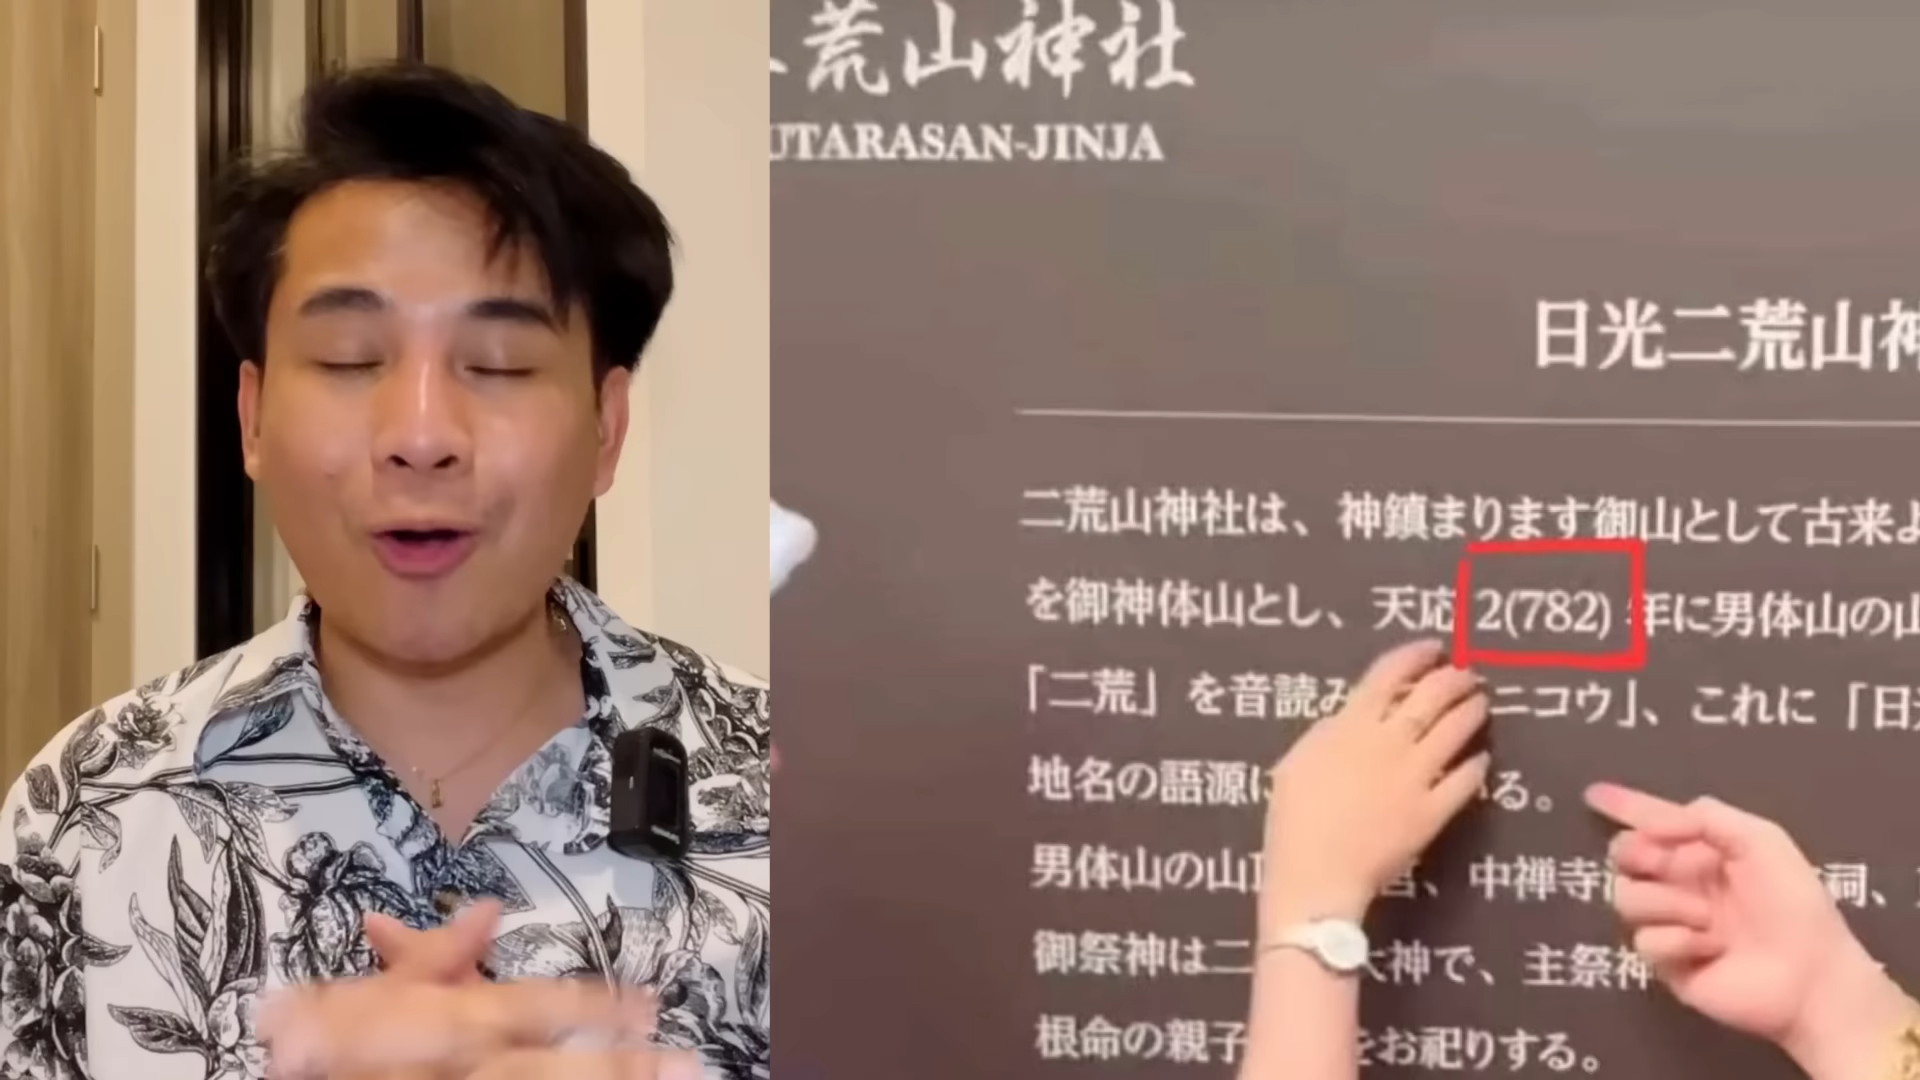 荒山神社
UTARASAN-JINJA
日光二荒山神
二荒山神社は、神鎮まります御山として古来よ
を御神体山とし、天応 2(782) 年に男体山の山
「二荒」を音読み ニコウ」、これに「日光
地名の語源に いる。
男体山の山頂 宮、中禅寺湖 祠、
御祭神は二 大神で、主祭神
根命の親子 をお祀りする。